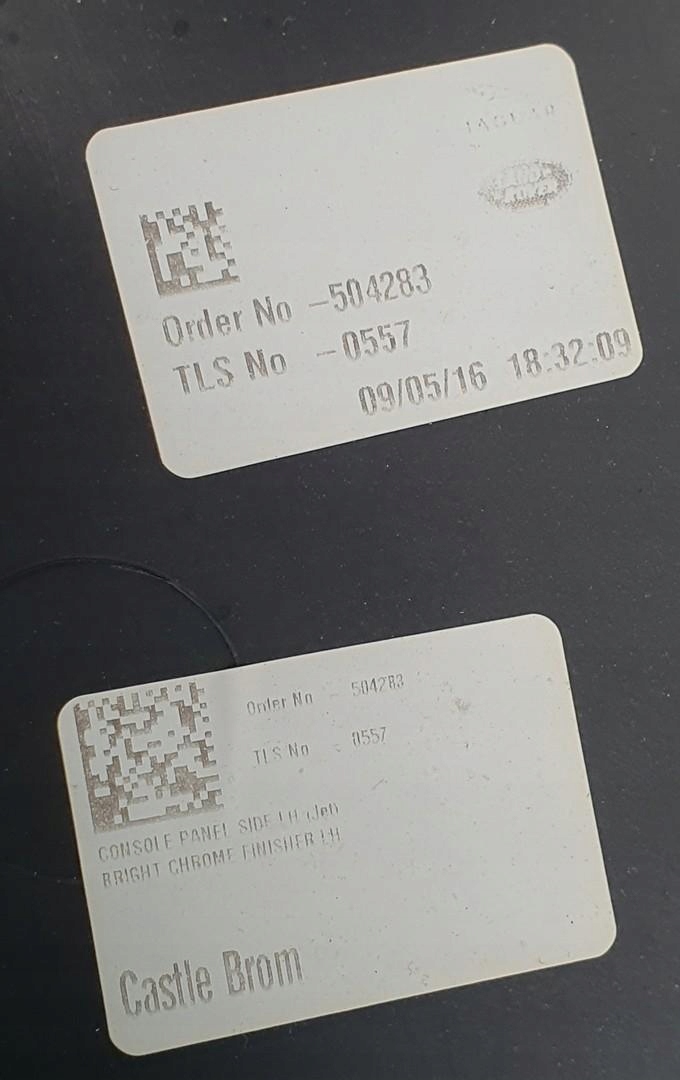 JAGUAR
LAND
ROVER
Order No – 504283
TLS No – 0557
09/05/16 18:32:09
Order No - 504283
TLS No - 0557
CONSOLE PANEL SIDE LH (Jet)
BRIGHT CHROME FINISHER LH
Castle Brom